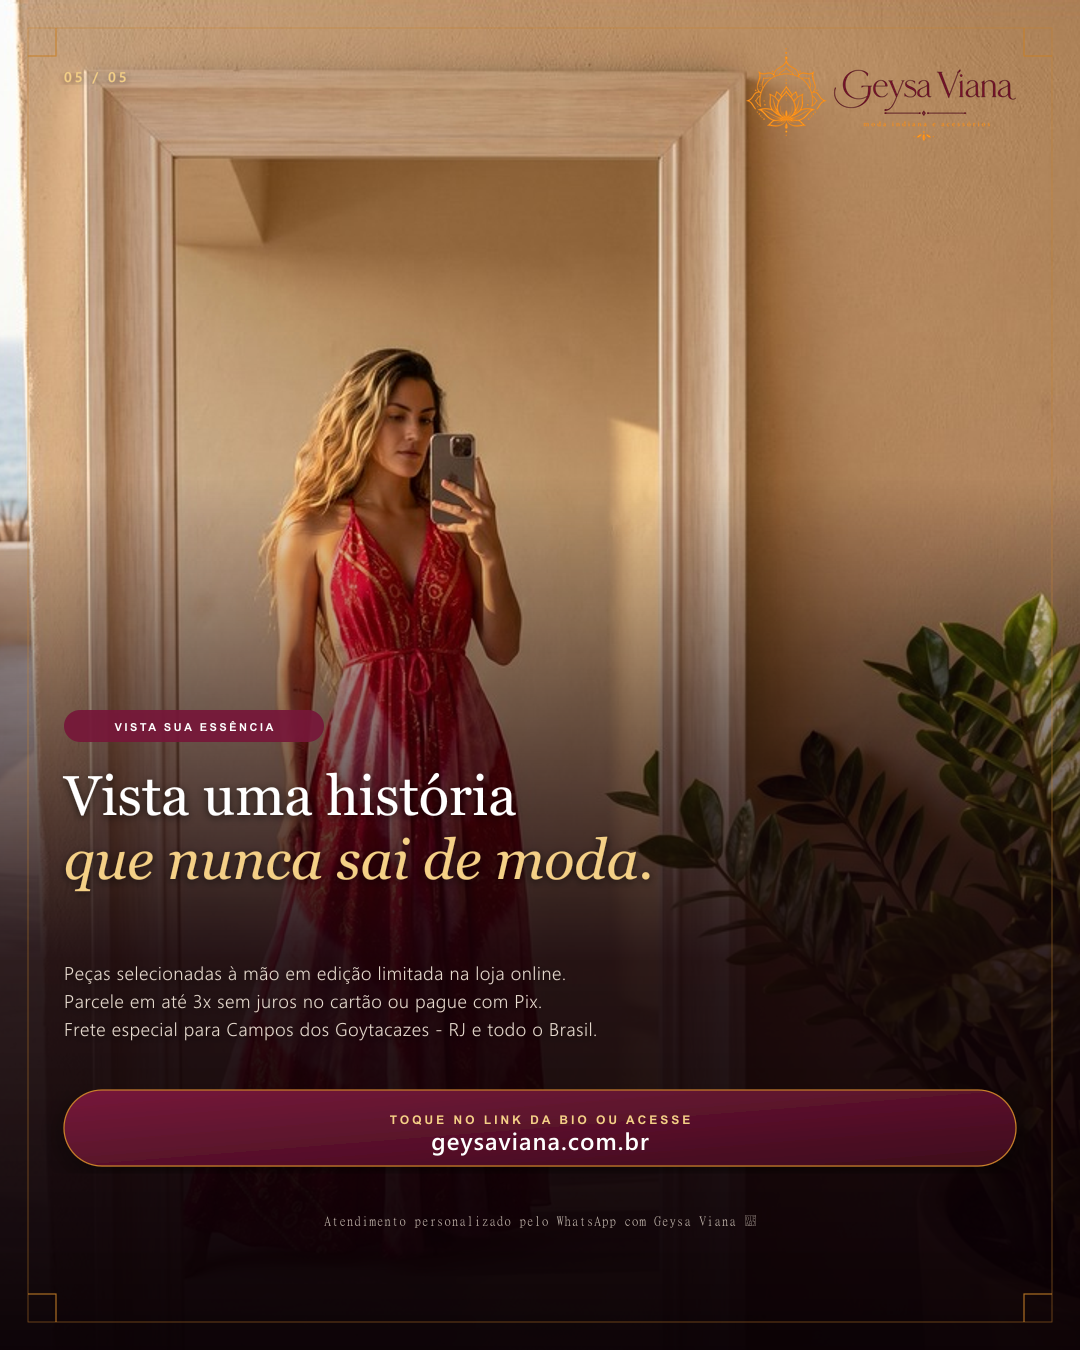 05 / 05
Geysa Viana
VISTA SUA ESSÊNCIA
Vista uma história
que nunca sai de moda.
Peças selecionadas à mão em edição limitada na loja online.
Parcele em até 3x sem juros no cartão ou pague com Pix.
Frete especial para Campos dos Goytacazes - RJ e todo o Brasil.
TOQUE NO LINK DA BIO OU ACESSE
geysaviana.com.br
Atendimento personalizado pelo WhatsApp com Geysa Viana